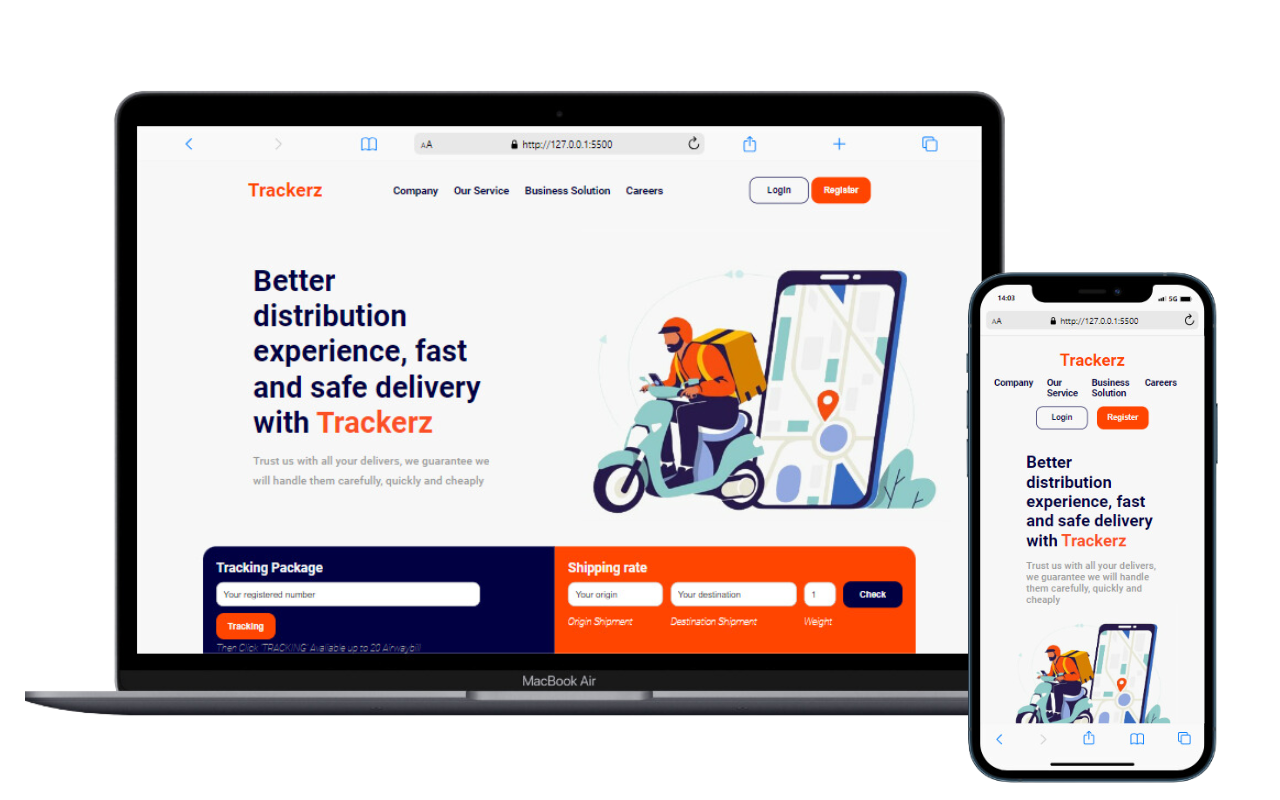 AA http://127.0.0.1:5500
Trackerz Company Our Service Business Solution Careers Login Register
Better
distribution
experience, fast
and safe delivery
with Trackerz
Trust us with all your delivers, we guarantee we
will handle them carefully, quickly and cheaply
Tracking Package
Your registered number
Tracking
Then Click 'TRACKING' Available up to 20 Airwaybill
Shipping rate
Your origin Your destination 1 Check
Origin Shipment Destination Shipment Weight
MacBook Air
14:03 5G
AA http://127.0.0.1:5500
Trackerz
Company Our Business Careers
Service Solution
Login Register
Better
distribution
experience, fast
and safe delivery
with Trackerz
Trust us with all your delivers,
we guarantee we will handle
them carefully, quickly and
cheaply